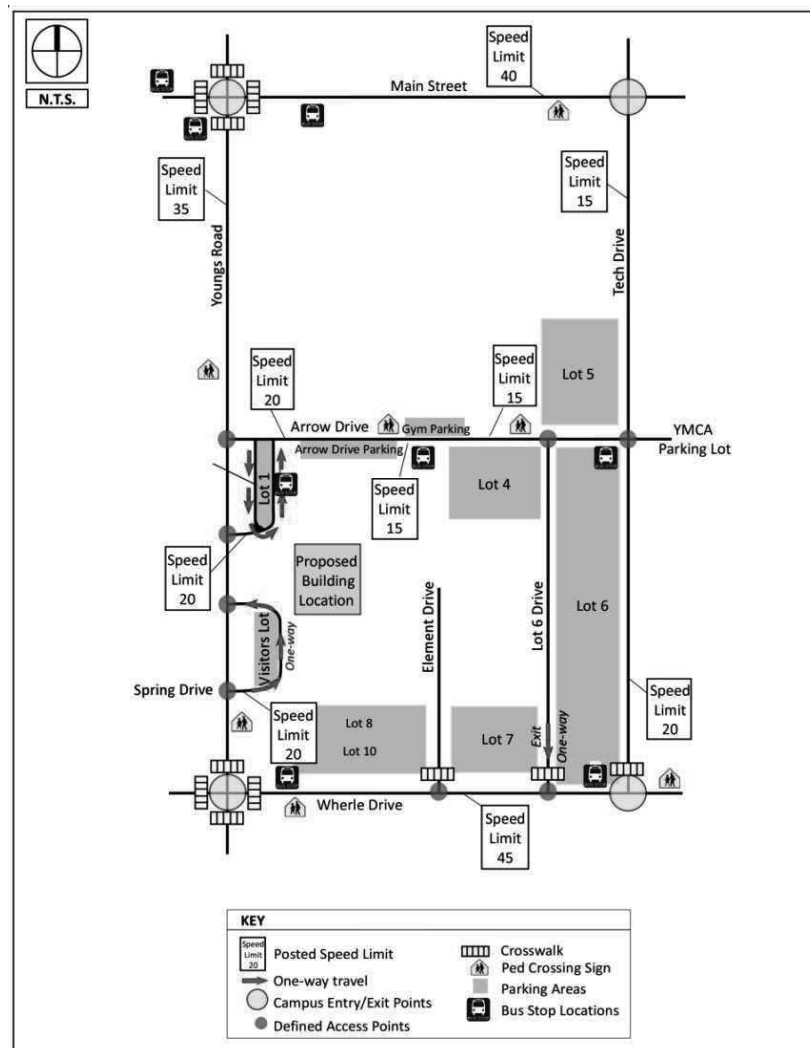 N.T.S.
Speed
Limit
40
Main Street
Speed
Limit
35
Speed
Limit
15
Youngs Road
Tech Drive
Speed
Limit
20
Speed
Limit
15
Lot 5
Arrow Drive
Gym Parking
YMCA
Parking Lot
Arrow Drive Parking
Lot 1
Speed
Limit
15
Lot 4
Speed
Limit
20
Proposed
Building
Location
Element Drive
Lot 6 Drive
Lot 6
Visitors Lot
One-way
Spring Drive
Speed
Limit
20
Speed
Limit
20
Lot 8
Lot 10
Lot 7
Exit
One-way
Wherle Drive
Speed
Limit
45
KEY
Speed
Limit
20
Posted Speed Limit
One-way travel
Campus Entry/Exit Points
Defined Access Points
Crosswalk
Ped Crossing Sign
Parking Areas
Bus Stop Locations